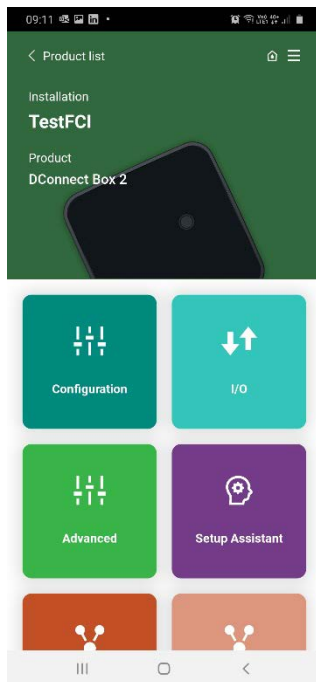 09:11
Product list
Installation
TestFCI
Product
DConnect Box 2
Configuration
I/O
Advanced
Setup Assistant